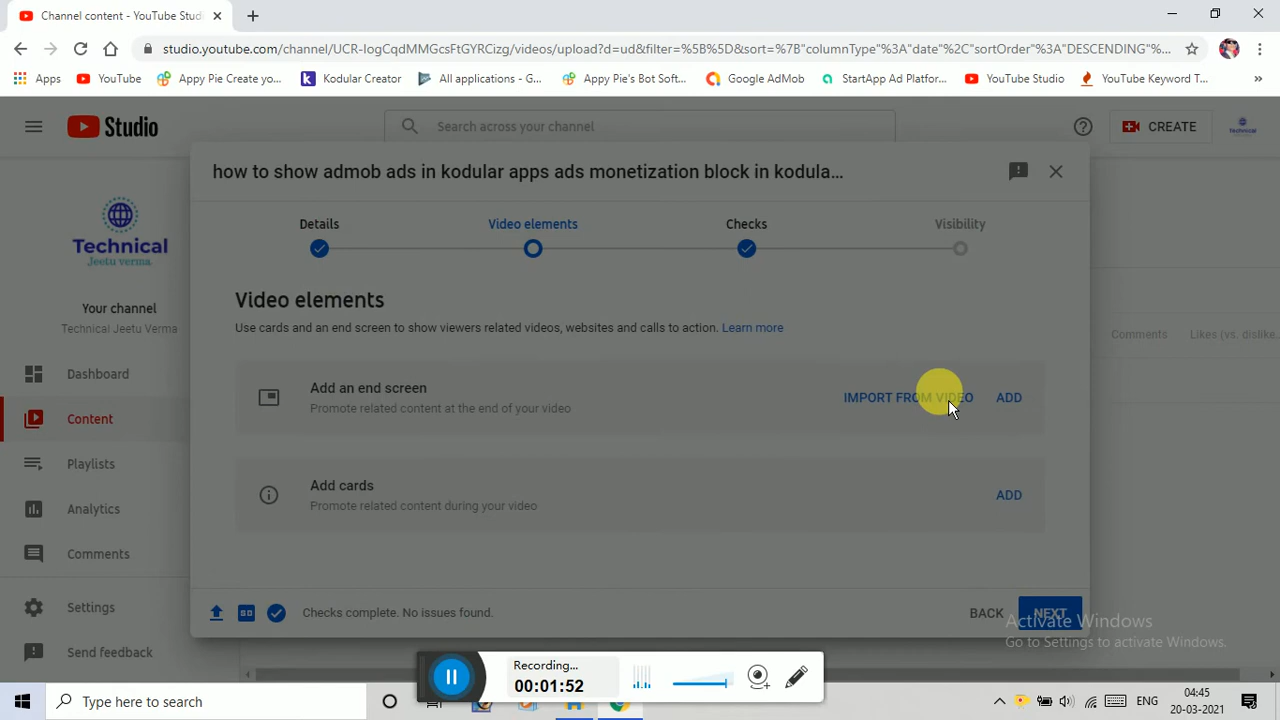 Channel content - YouTube Stud
studio.youtube.com/channel/UCR-IogCqdMMGcsFtGYRCizg/videos/upload?d=ud&filter=%5B%5D&sort=%7B"columnType"%3A"date"%2C"sortOrder"%3A"DESCENDING"%...
Apps YouTube Appy Pie Create yo... Kodular Creator All applications - G... Appy Pie's Bot Soft... Google AdMob StartApp Ad Platfor... YouTube Studio YouTube Keyword T... »
Studio
Search across your channel
CREATE
Technical
how to show admob ads in kodular apps ads monetization block in kodula...
Details
Video elements
Checks
Visibility
Technical
Jeetu verma.
Your channel
Technical Jeetu Verma
Dashboard
Content
Playlists
Analytics
Comments
Settings
Send feedback
Video elements
Use cards and an end screen to show viewers related videos, websites and calls to action. Learn more
Comments
Likes (vs. dislike...
Add an end screen
Promote related content at the end of your video
IMPORT FROM VIDEO
ADD
Add cards
Promote related content during your video
ADD
Checks complete. No issues found.
BACK
NEXT
Activate Windows
Go to Settings to activate Windows.
Recording...
00:01:52
Type here to search
ENG
04:45
20-03-2021